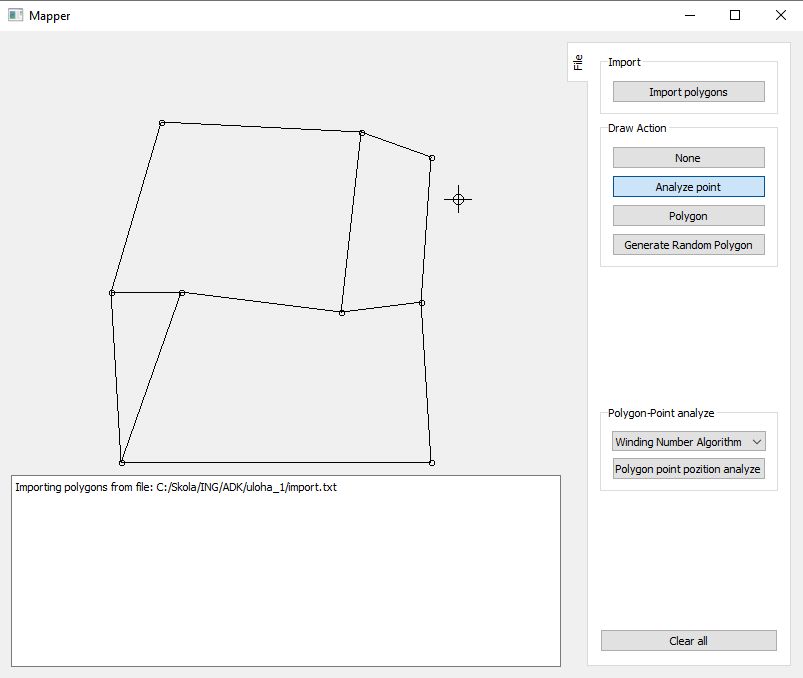 Mapper
File
Import
Import polygons
Draw Action
None
Analyze point
Polygon
Generate Random Polygon
Polygon-Point analyze
Winding Number Algorithm
Polygon point pozition analyze
Importing polygons from file: C:/Skola/ING/ADK/uloha_1/import.txt
Clear all